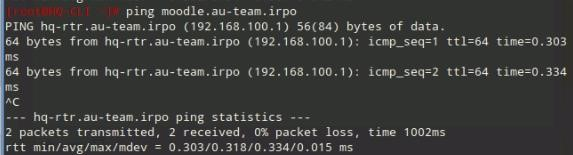 [root@HQ-CLI ~]# ping moodle.au-team.irpo
PING hq-rtr.au-team.irpo (192.168.100.1) 56(84) bytes of data.
64 bytes from hq-rtr.au-team.irpo (192.168.100.1): icmp_seq=1 ttl=64 time=0.303
ms
64 bytes from hq-rtr.au-team.irpo (192.168.100.1): icmp_seq=2 ttl=64 time=0.334
ms
^C
--- hq-rtr.au-team.irpo ping statistics ---
2 packets transmitted, 2 received, 0% packet loss, time 1002ms
rtt min/avg/max/mdev = 0.303/0.318/0.334/0.015 ms